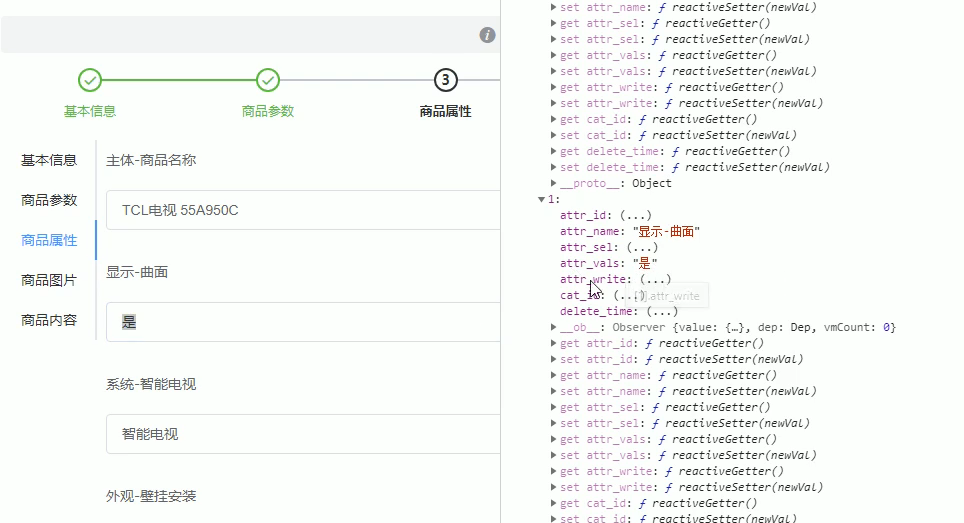 3
基本信息
商品参数
商品属性
基本信息
商品参数
商品属性
商品图片
商品内容
主体-商品名称
TCL电视 55A950C
显示-曲面
是
系统-智能电视
智能电视
外观-壁挂安装
set attr_name: ƒ reactiveSetter(newVal)
get attr_sel: ƒ reactiveGetter()
set attr_sel: ƒ reactiveSetter(newVal)
get attr_vals: ƒ reactiveGetter()
set attr_vals: ƒ reactiveSetter(newVal)
get attr_write: ƒ reactiveGetter()
set attr_write: ƒ reactiveSetter(newVal)
get cat_id: ƒ reactiveGetter()
set cat_id: ƒ reactiveSetter(newVal)
get delete_time: ƒ reactiveGetter()
set delete_time: ƒ reactiveSetter(newVal)
__proto__: Object
1:
attr_id: (...)
attr_name: "显示-曲面"
attr_sel: (...)
attr_vals: "是"
attr_write: (...)
cat_id: (...)
[1].attr_write
delete_time: (...)
__ob__: Observer {value: {…}, dep: Dep, vmCount: 0}
get attr_id: ƒ reactiveGetter()
set attr_id: ƒ reactiveSetter(newVal)
get attr_name: ƒ reactiveGetter()
set attr_name: ƒ reactiveSetter(newVal)
get attr_sel: ƒ reactiveGetter()
set attr_sel: ƒ reactiveSetter(newVal)
get attr_vals: ƒ reactiveGetter()
set attr_vals: ƒ reactiveSetter(newVal)
get attr_write: ƒ reactiveGetter()
set attr_write: ƒ reactiveSetter(newVal)
get cat_id: ƒ reactiveGetter()
set cat_id: ƒ reactiveSetter(newVal)